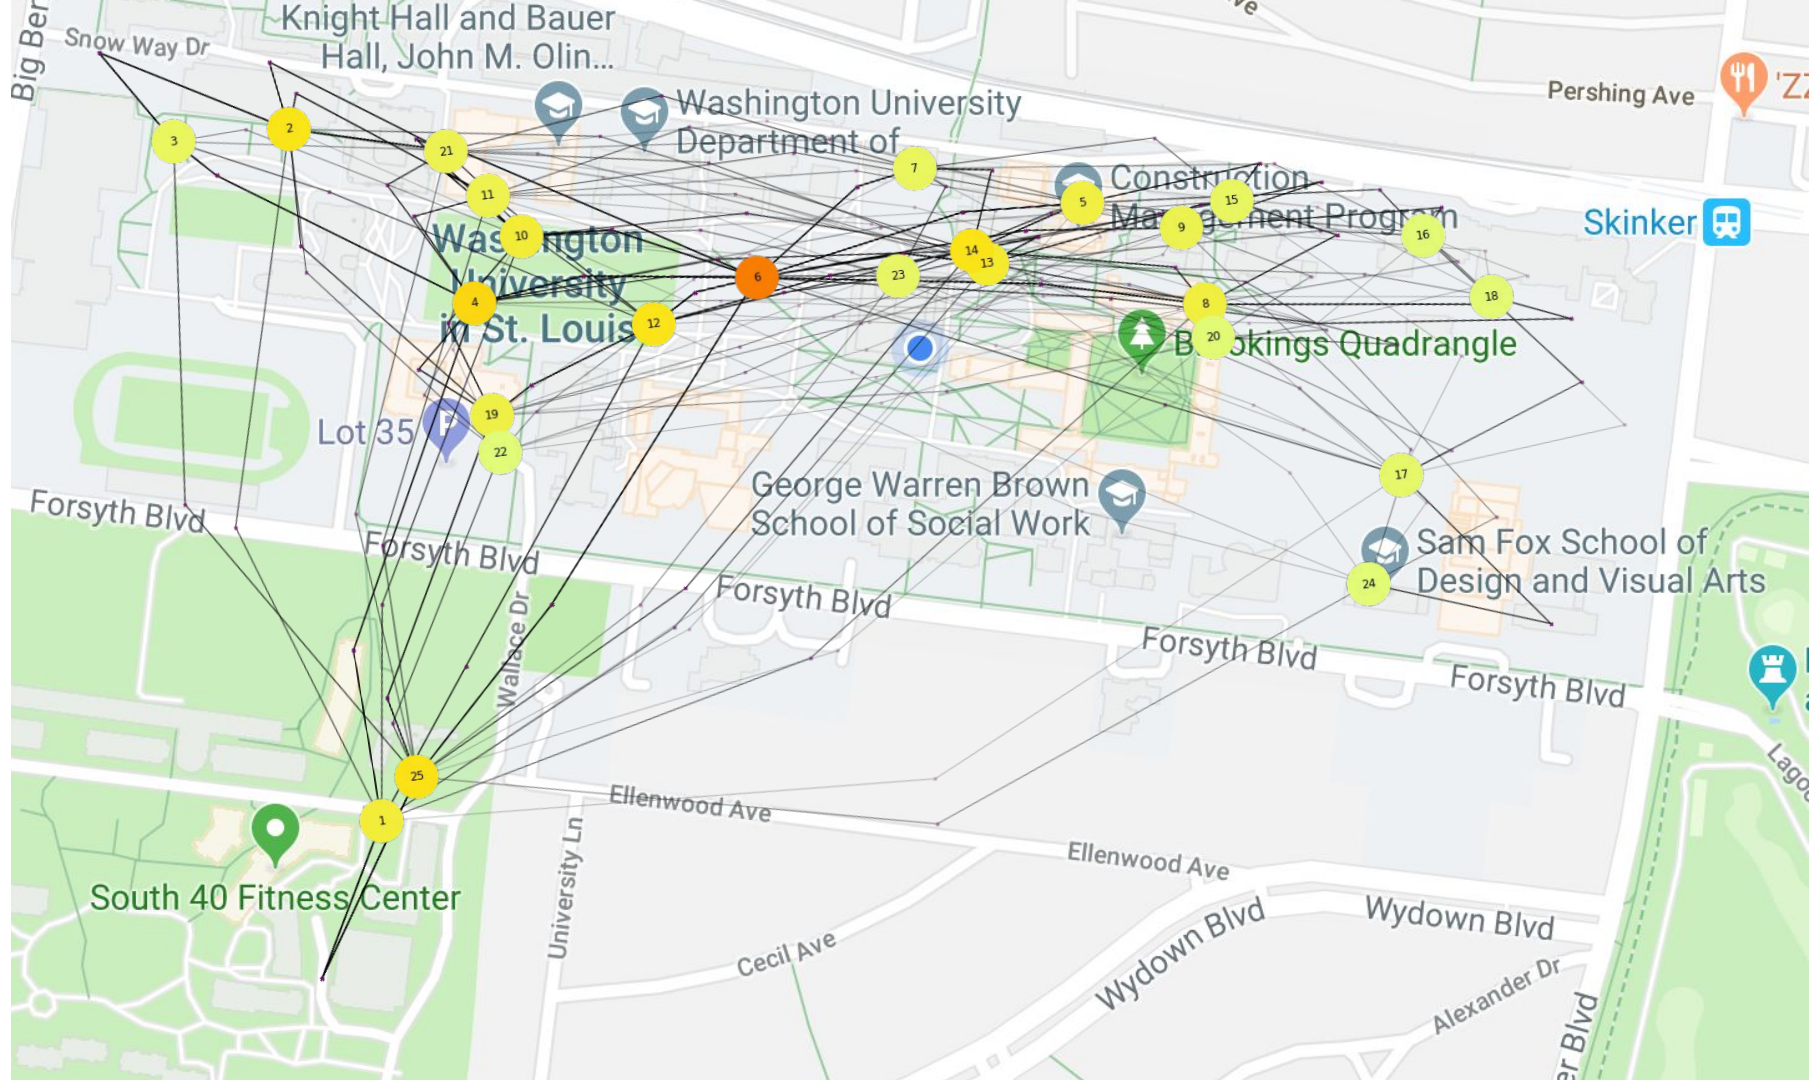 Big Ber
Snow Way Dr
Knight Hall and Bauer
Hall, John M. Olin...
Washington University
Department of
ve
Pershing Ave
'ZZ
Skinker
Construction
Management Program
Washington
University
in St. Louis
Brookings Quadrangle
Lot 35
P
George Warren Brown
School of Social Work
Sam Fox School of
Design and Visual Arts
Forsyth Blvd
Forsyth Blvd
Forsyth Blvd
Forsyth Blvd
Forsyth Blvd
Wallace Dr
Ellenwood Ave
Ellenwood Ave
University Ln
South 40 Fitness Center
Cecil Ave
Wydown Blvd
Wydown Blvd
Alexander Dr
er Blvd
Lago
3
2
21
11
10
4
12
6
7
23
14
13
5
9
15
16
18
8
20
19
22
17
24
25
1